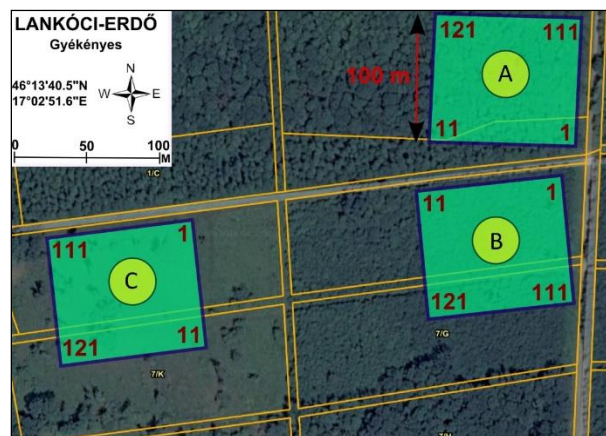 LANKÓCI-ERDŐ
Gyékényes
46°13'40.5"N
17°02'51.6"E
N
W E
S
0 50 100
M
1/C
100 m
121 111
A
11 1
11 1
B
121 111
7/G
111 1
C
121 11
7/K